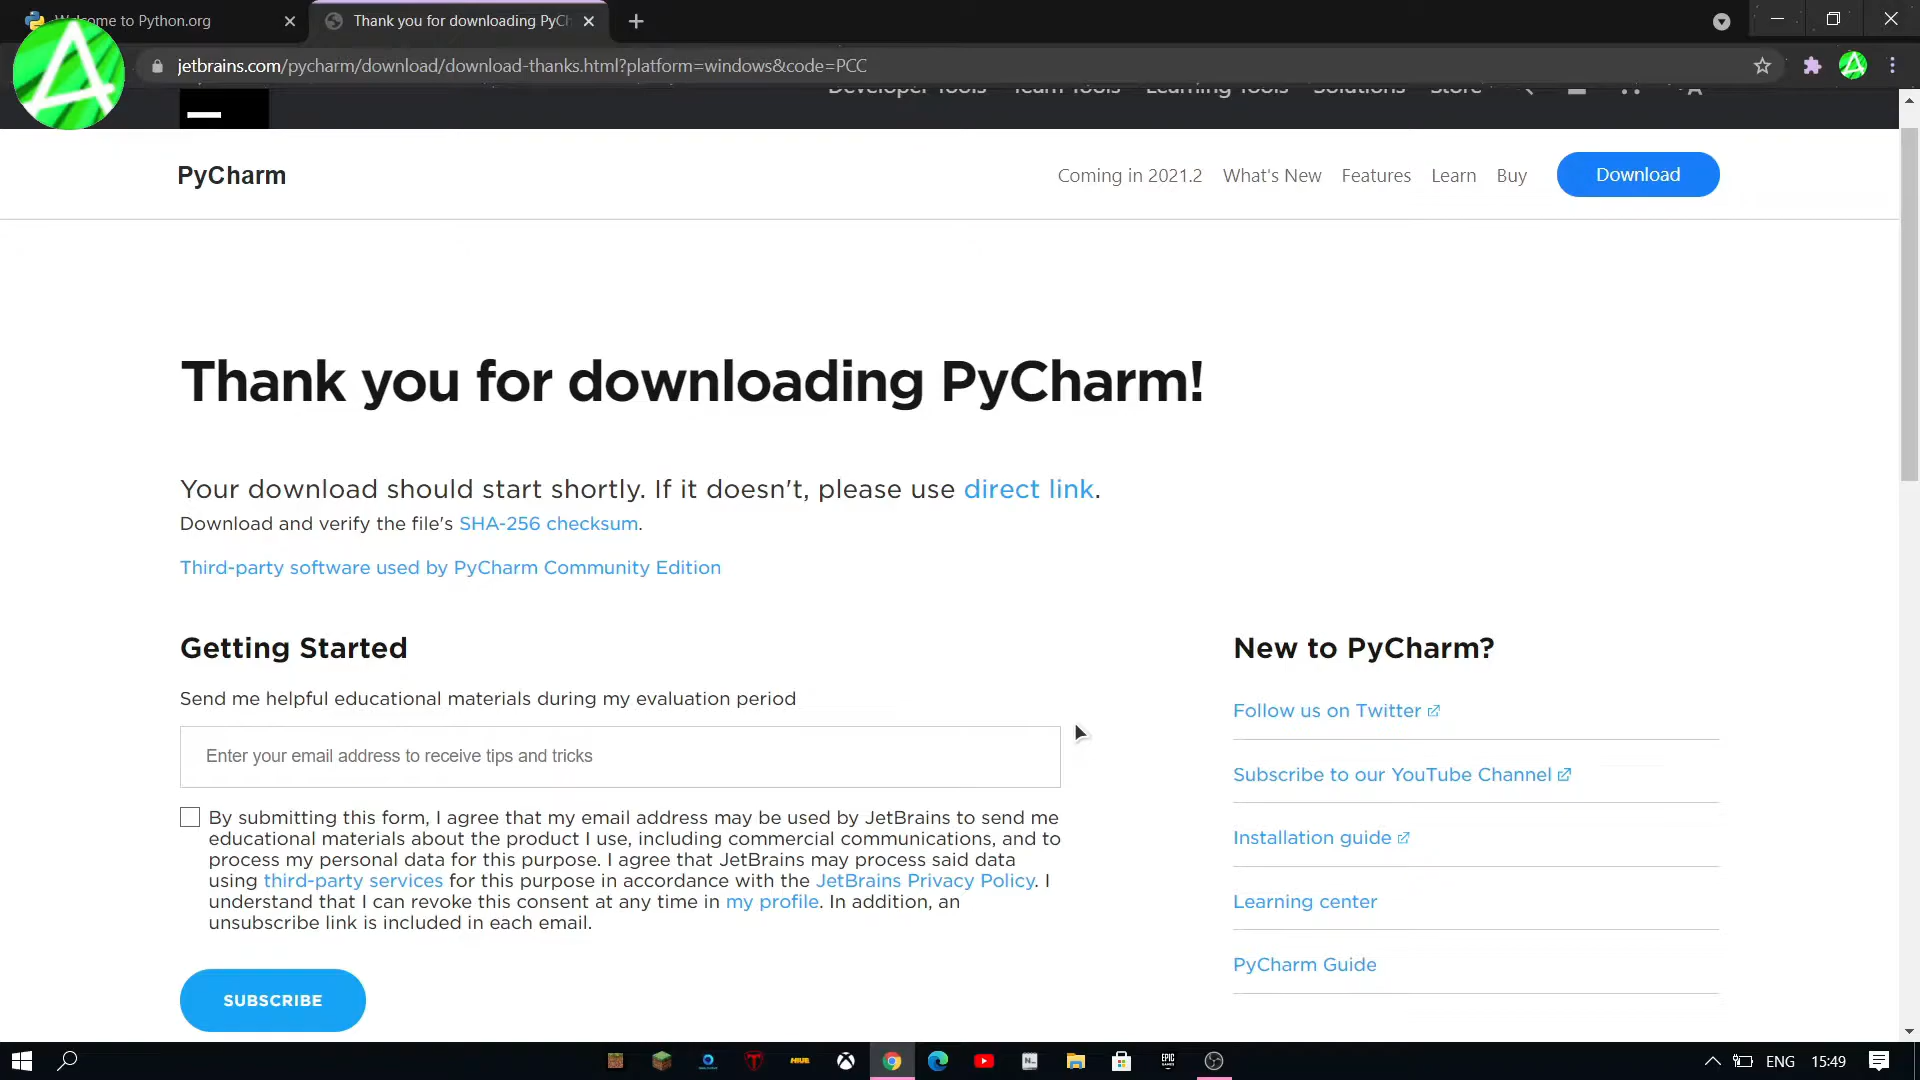 Welcome to Python.org
Thank you for downloading PyCh
jetbrains.com/pycharm/download/download-thanks.html?platform=windows&code=PCC
Developer Tools Team Tools Learning Tools Solutions Store
PyCharm
Coming in 2021.2 What's New Features Learn Buy Download
Thank you for downloading PyCharm!
Your download should start shortly. If it doesn't, please use direct link.
Download and verify the file's SHA-256 checksum.
Third-party software used by PyCharm Community Edition
Getting Started
Send me helpful educational materials during my evaluation period
Enter your email address to receive tips and tricks
By submitting this form, I agree that my email address may be used by JetBrains to send me
educational materials about the product I use, including commercial communications, and to
process my personal data for this purpose. I agree that JetBrains may process said data
using third-party services for this purpose in accordance with the JetBrains Privacy Policy. I
understand that I can revoke this consent at any time in my profile. In addition, an
unsubscribe link is included in each email.
SUBSCRIBE
New to PyCharm?
Follow us on Twitter
Subscribe to our YouTube Channel
Installation guide
Learning center
PyCharm Guide
EPIC
ENG 15:49